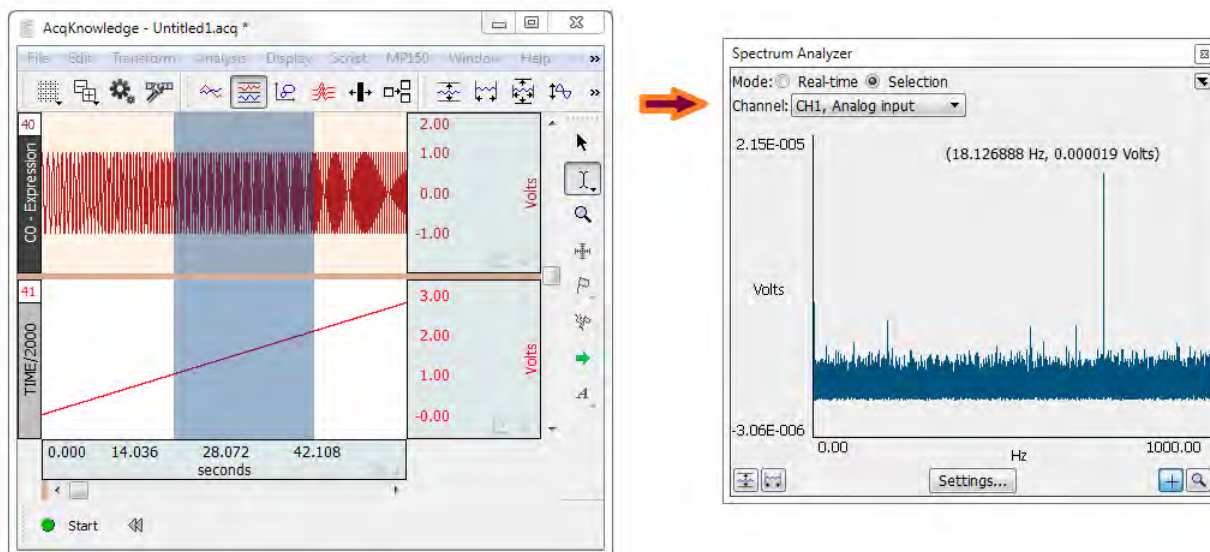 AcqKnowledge - Untitled1.acq *
File Edit Transform Analysis Display Script MP150 Window Help »
»
40
CO - Expression
2.00
1.00
0.00
-1.00
Volts
41
TIME/2000
3.00
2.00
1.00
-0.00
Volts
0.000 14.036 28.072 42.108
seconds
Start
Spectrum Analyzer
Mode: Real-time Selection
Channel: CH1, Analog input
2.15E-005
(18.126888 Hz, 0.000019 Volts)
Volts
-3.06E-006
0.00 1000.00
Hz
Settings...